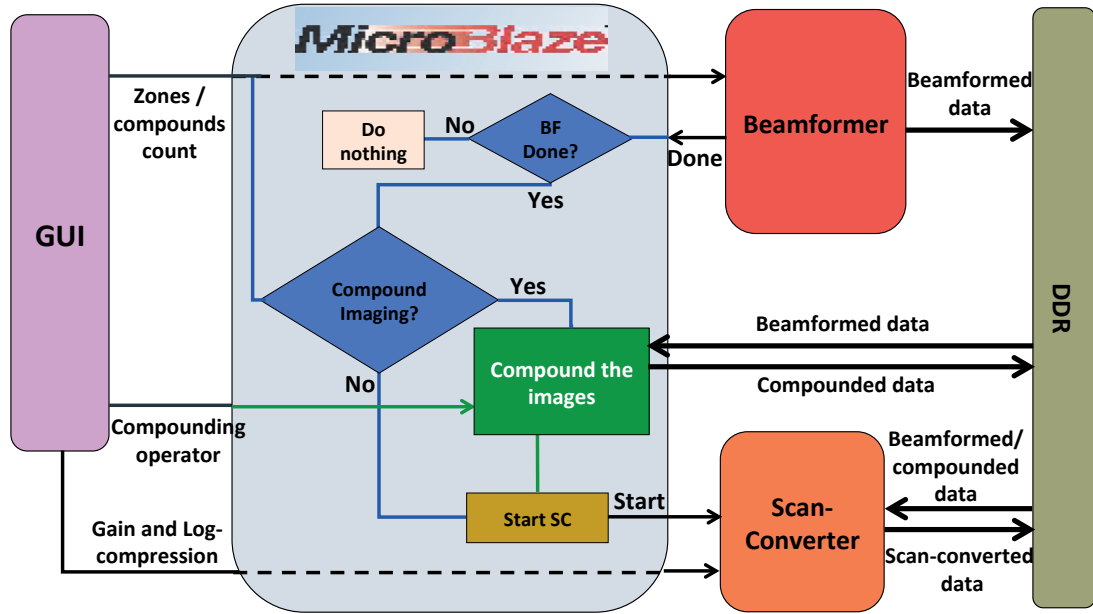 MicroBlaze
Zones /
compounds
count
Do
nothing
No
BF
Done?
Yes
Done
Beamformer
Beamformed
data
GUI
DDR
Compound
Imaging?
Yes
No
Compound the
images
Beamformed data
Compounded data
Compounding
operator
Start SC
Start
Scan-
Converter
Beamformed/
compounded
data
Scan-converted
data
Gain and Log-
compression